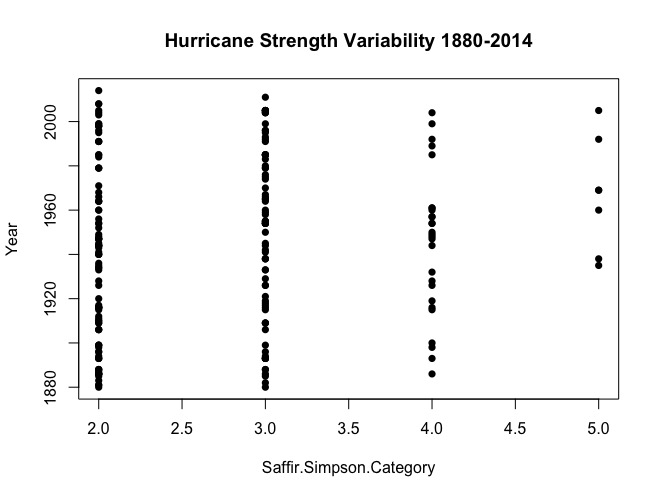 Hurricane Strength Variability 1880-2014
2000
1960
1920
1880
Year
2.0 2.5 3.0 3.5 4.0 4.5 5.0
Saffir.Simpson.Category